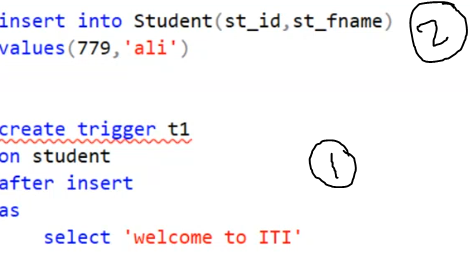 insert into Student(st_id,st_fname) 2
values(779,'ali')
create trigger t1
on student 1
after insert
as
select 'welcome to ITI'